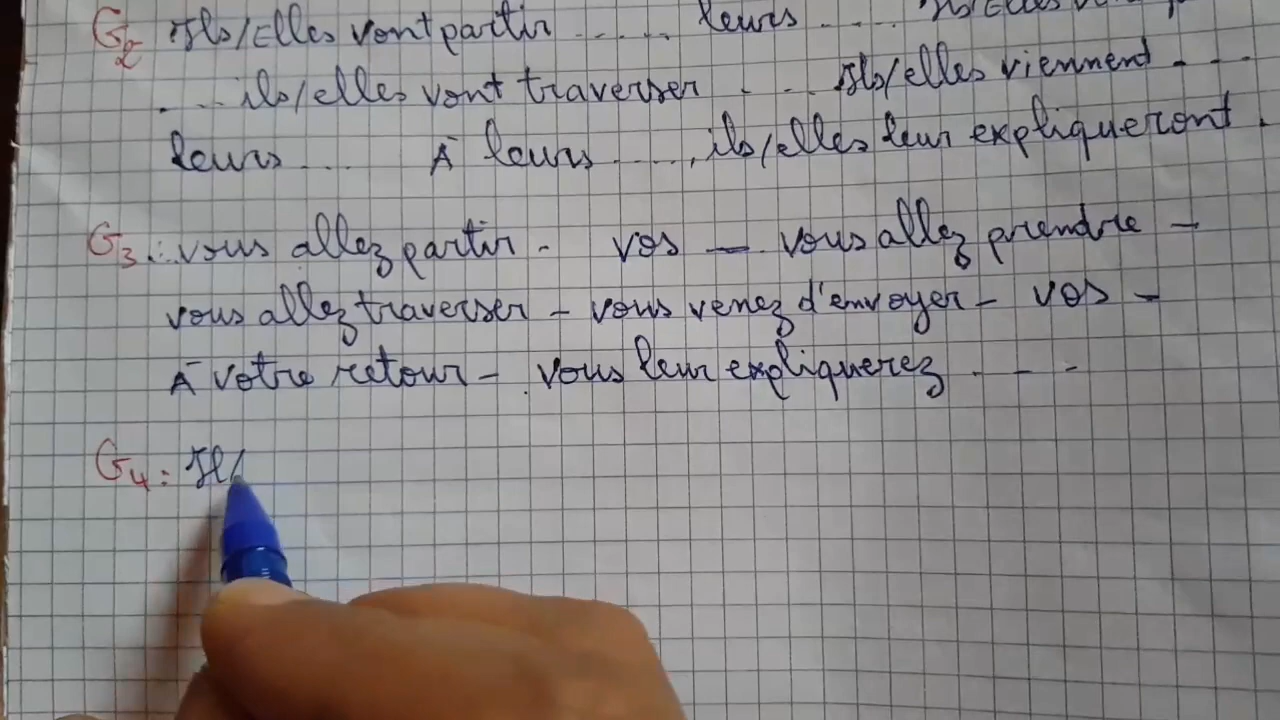 G2 Ils/Elles vont partir ...... leurs ..... Ils/Elles
.... ils/elles vont traverser .... Ils/elles viennent ...
leurs .... À leurs ....., ils/elles leur expliqueront .
G3 : vous allez partir - vos — vous allez prendre -
vous allez traverser - vous venez d'envoyer - vos -
À votre retour - vous leur expliquerez . - -
G4 : Il/